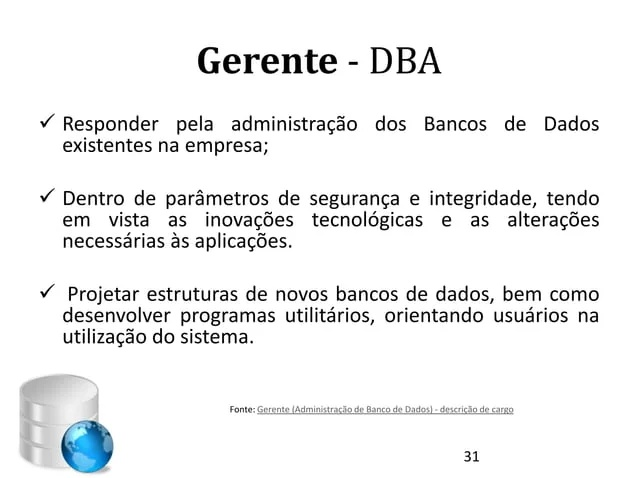 Gerente - DBA
✓ Responder pela administração dos Bancos de Dados
existentes na empresa;
✓ Dentro de parâmetros de segurança e integridade, tendo
em vista as inovações tecnológicas e as alterações
necessárias às aplicações.
✓ Projetar estruturas de novos bancos de dados, bem como
desenvolver programas utilitários, orientando usuários na
utilização do sistema.
Fonte: Gerente (Administração de Banco de Dados) - descrição de cargo
31